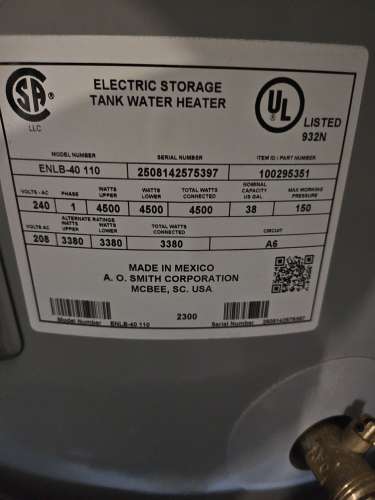 CSA
LLC
ELECTRIC STORAGE
TANK WATER HEATER
UL
LISTED
932N
MODEL NUMBER SERIAL NUMBER ITEM ID / PART NUMBER
ENLB-40 110 2508142575397 100295351
VOLTS - AC PHASE WATTS UPPER WATTS LOWER TOTAL WATTS CONNECTED NOMINAL CAPACITY US GAL MAX WORKING PRESSURE
240 1 4500 4500 4500 38 150
VOLTS - AC ALTERNATE RATINGS WATTS UPPER WATTS LOWER TOTAL WATTS CONNECTED CIRCUIT
208 3380 3380 3380 A6
MADE IN MEXICO
A. O. SMITH CORPORATION
MCBEE, SC. USA
2300
Model Number ENLB-40 110 Serial Number 2508142575397